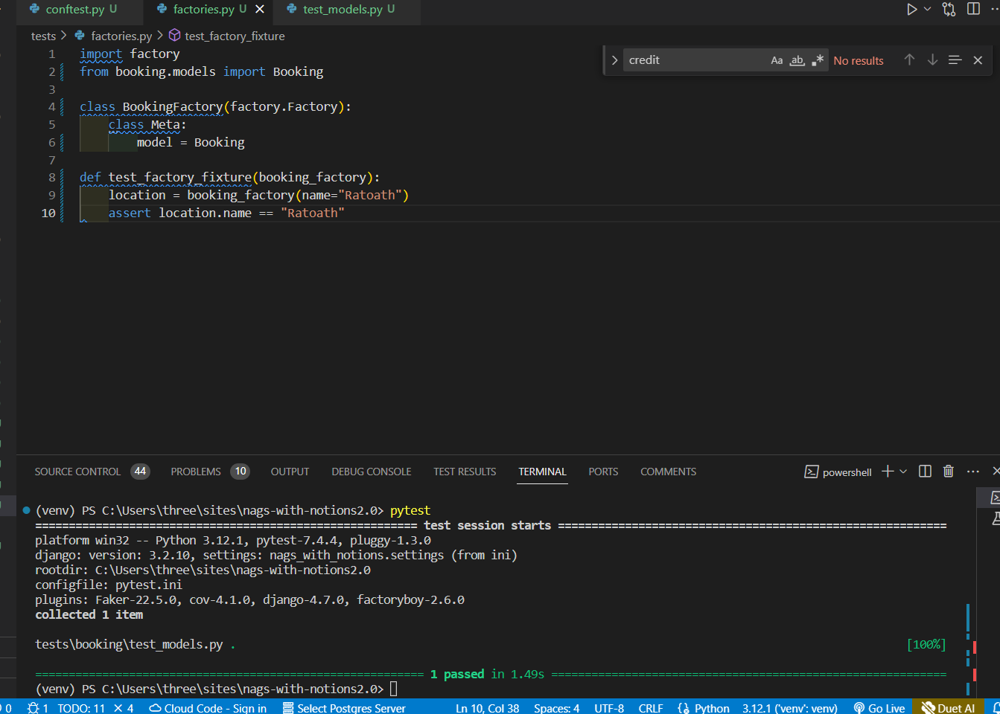 conftest.py U
factories.py U
test_models.py U
tests > factories.py > test_factory_fixture
credit
Aa ab .* No results
1 import factory
2 from booking.models import Booking
3
4 class BookingFactory(factory.Factory):
5     class Meta:
6         model = Booking
7
8 def test_factory_fixture(booking_factory):
9     location = booking_factory(name="Ratoath")
10     assert location.name == "Ratoath"
SOURCE CONTROL 44 PROBLEMS 10 OUTPUT DEBUG CONSOLE TEST RESULTS TERMINAL PORTS COMMENTS
powershell
(venv) PS C:\Users\three\sites\nags-with-notions2.0> pytest
========================= test session starts =========================
platform win32 -- Python 3.12.1, pytest-7.4.4, pluggy-1.3.0
django: version: 3.2.10, settings: nags_with_notions.settings (from ini)
rootdir: C:\Users\three\sites\nags-with-notions2.0
configfile: pytest.ini
plugins: Faker-22.5.0, cov-4.1.0, django-4.7.0, factoryboy-2.6.0
collected 1 item
tests\booking\test_models.py . [100%]
========================= 1 passed in 1.49s =========================
(venv) PS C:\Users\three\sites\nags-with-notions2.0>
0 1 TODO: 11 4 Cloud Code - Sign in Select Postgres Server Ln 10, Col 38 Spaces: 4 UTF-8 CRLF Python 3.12.1 ('venv': venv) Go Live Duet AI